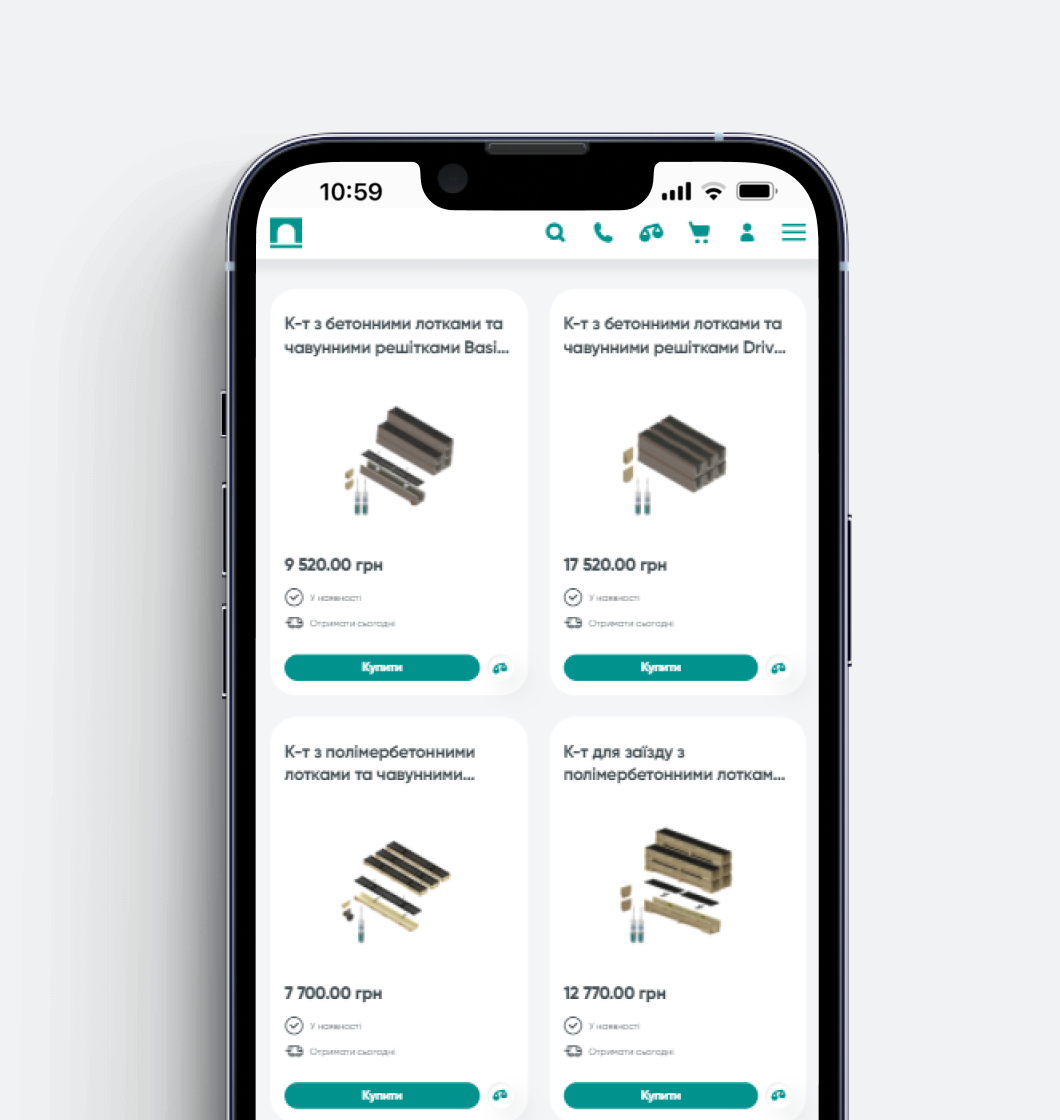 10:59
К-т з бетонними лотками та
чавунними решітками Basi...
9 520.00 грн
У наявності
Отримати сьогодні
Купити
К-т з бетонними лотками та
чавунними решітками Driv...
17 520.00 грн
У наявності
Отримати сьогодні
Купити
К-т з полімербетонними
лотками та чавунними...
7 700.00 грн
У наявності
Отримати сьогодні
Купити
К-т для заїзду з
полімербетонними лоткам...
12 770.00 грн
У наявності
Отримати сьогодні
Купити